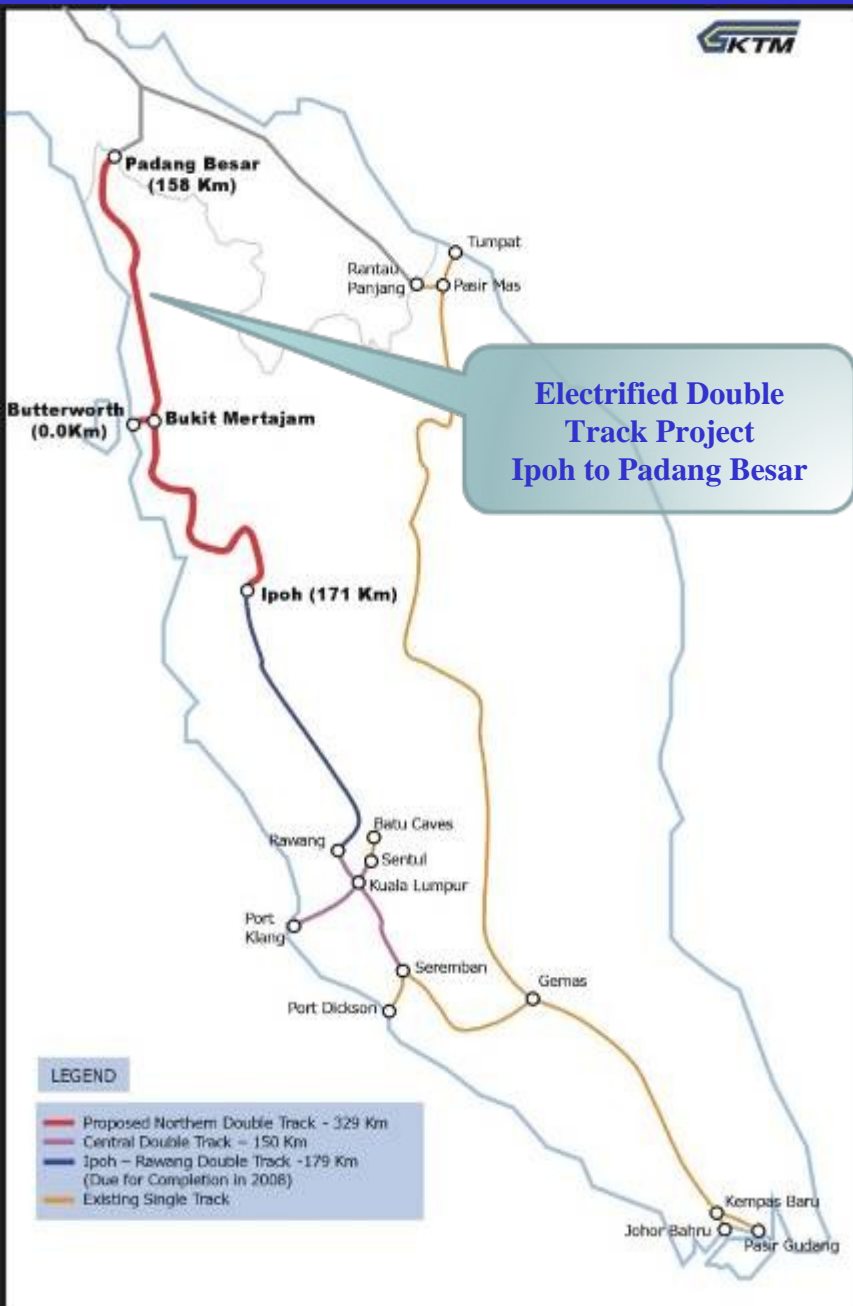 KTM
Padang Besar
(158 Km)
Tumpat
Rantau
Panjang
Pasir Mas
Electrified Double
Track Project
Ipoh to Padang Besar
Butterworth
(0.0Km)
Bukit Mertajam
Ipoh (171 Km)
Batu Caves
Rawang
Sentul
Kuala Lumpur
Port
Klang
Seremban
Gemas
Port Dickson
LEGEND
Proposed Northern Double Track - 329 Km
Central Double Track – 150 Km
Ipoh – Rawang Double Track -179 Km
(Due for Completion in 2008)
Existing Single Track
Kempas Baru
Johor Bahru
Pasir Gudang